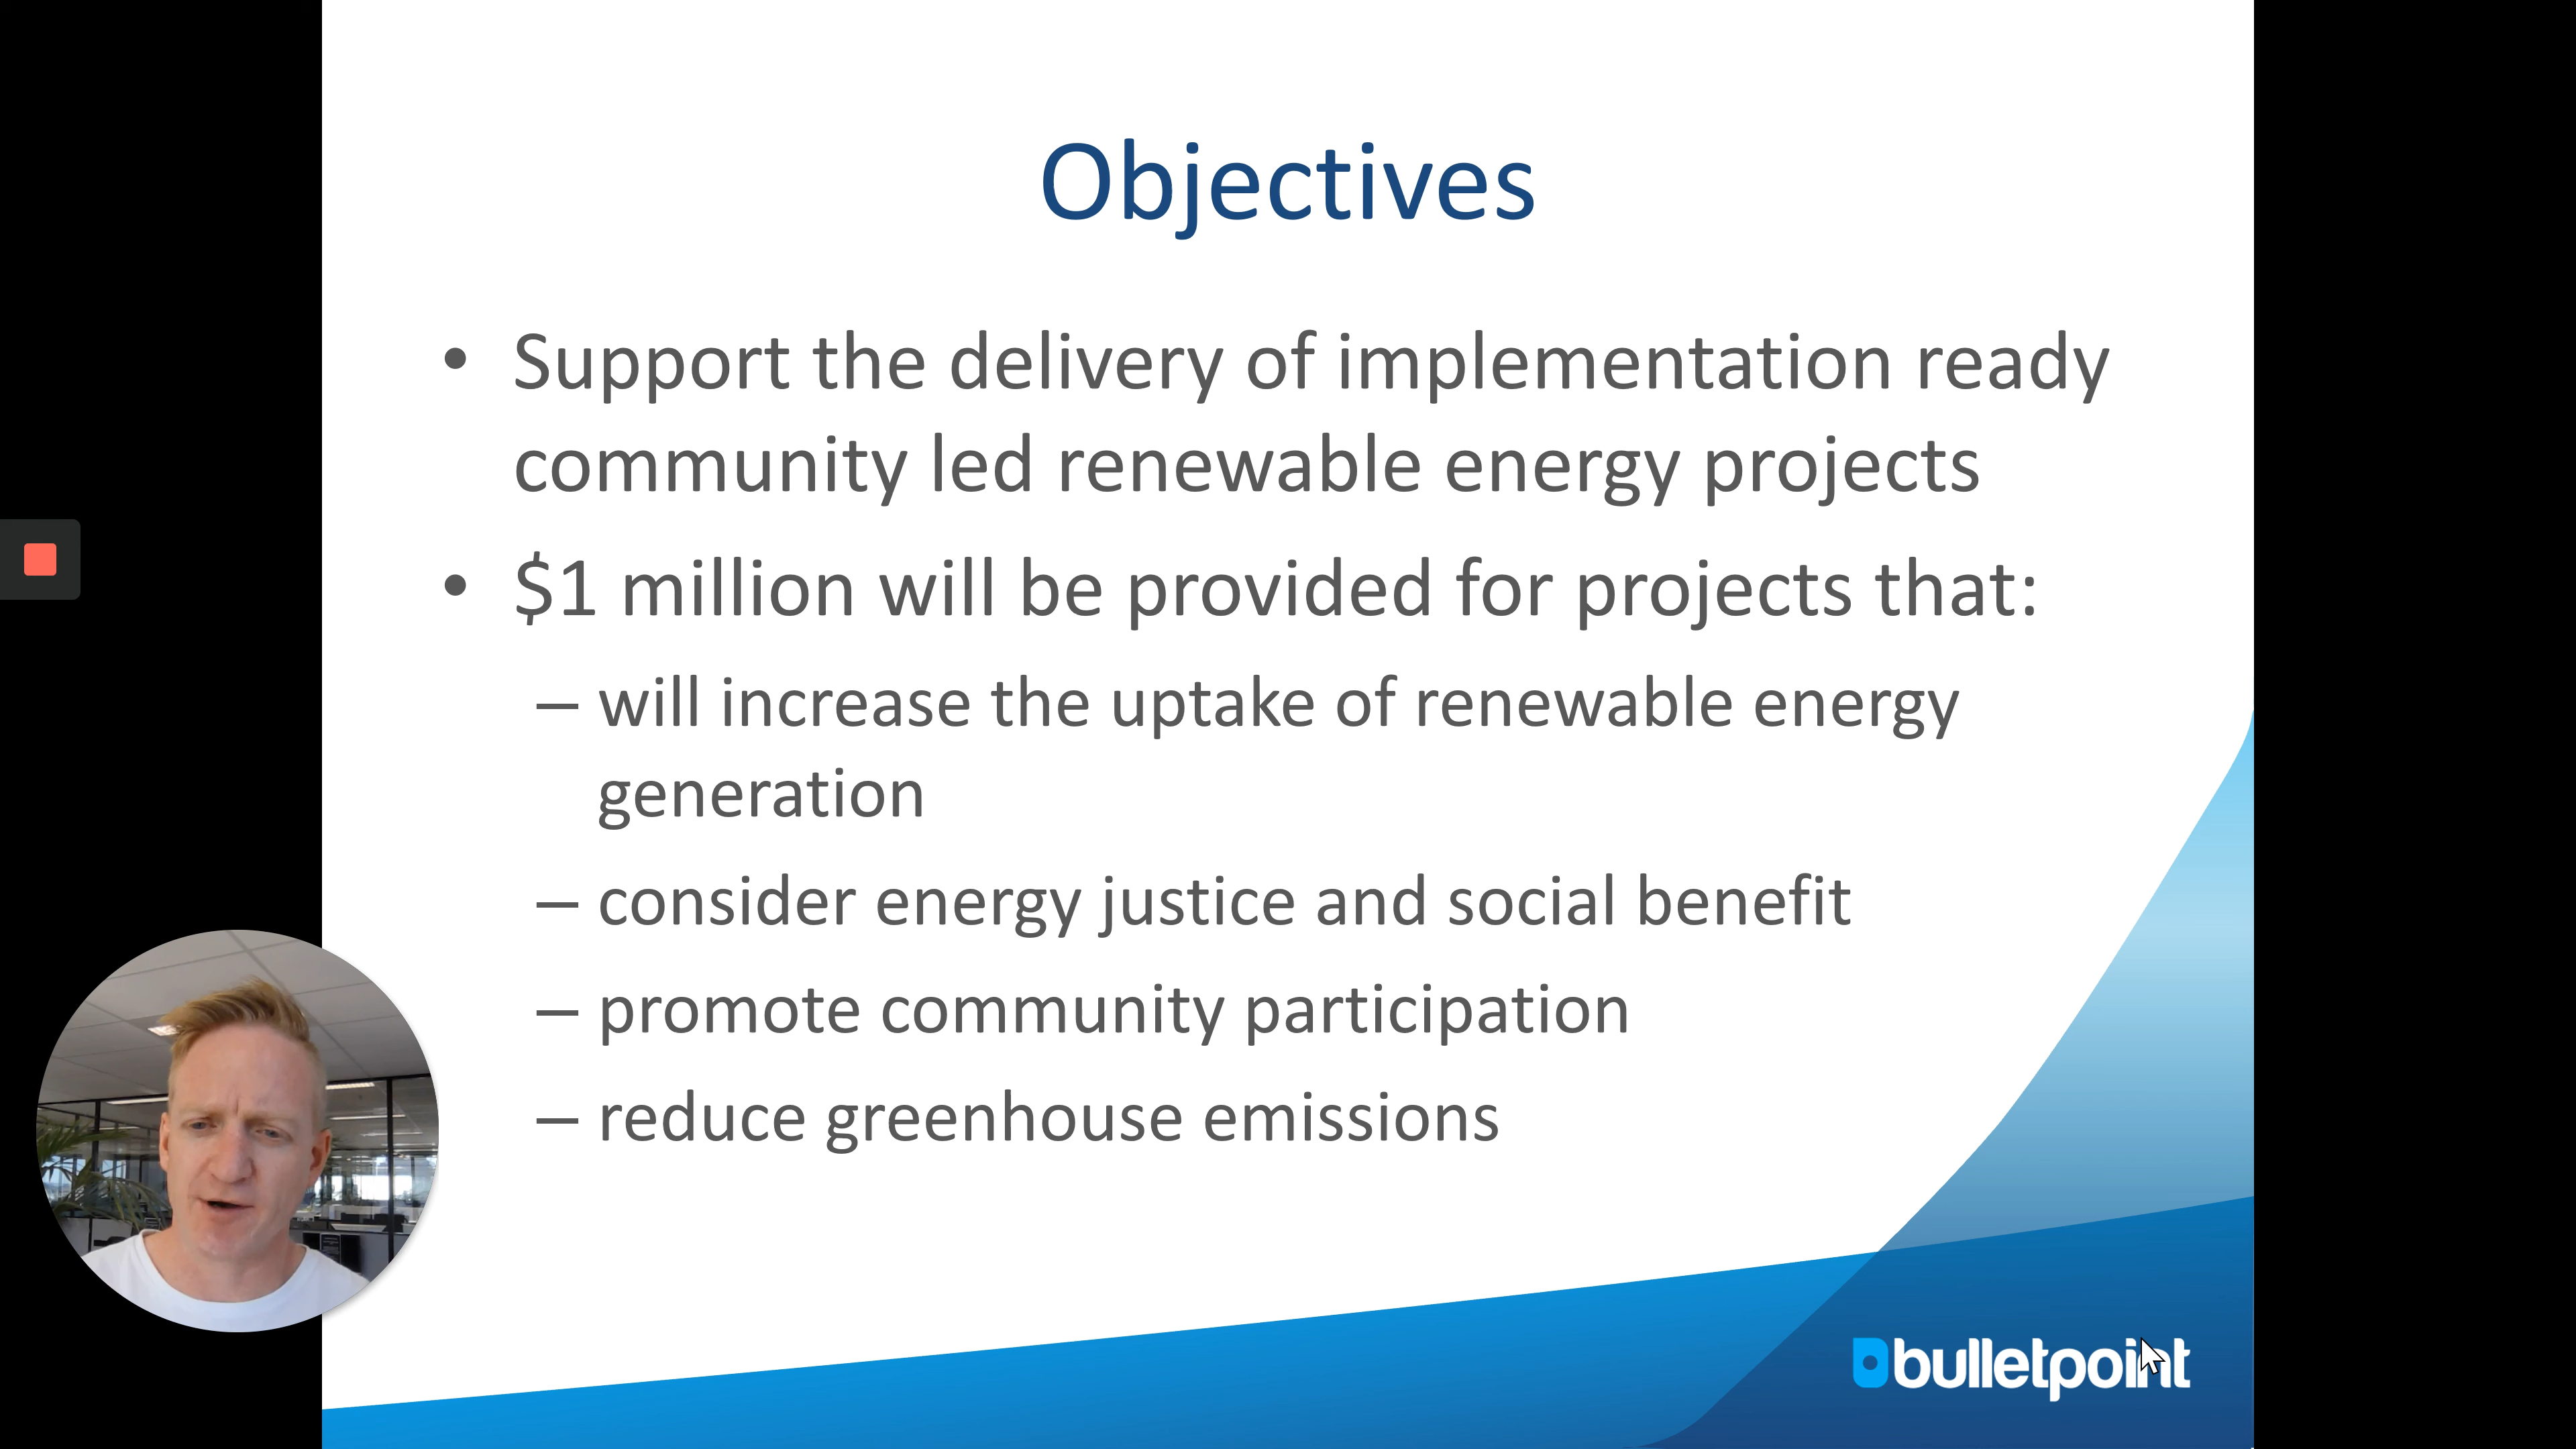 Objectives
• Support the delivery of implementation ready
community led renewable energy projects
• $1 million will be provided for projects that:
– will increase the uptake of renewable energy
generation
– consider energy justice and social benefit
– promote community participation
– reduce greenhouse emissions
bulletpoint